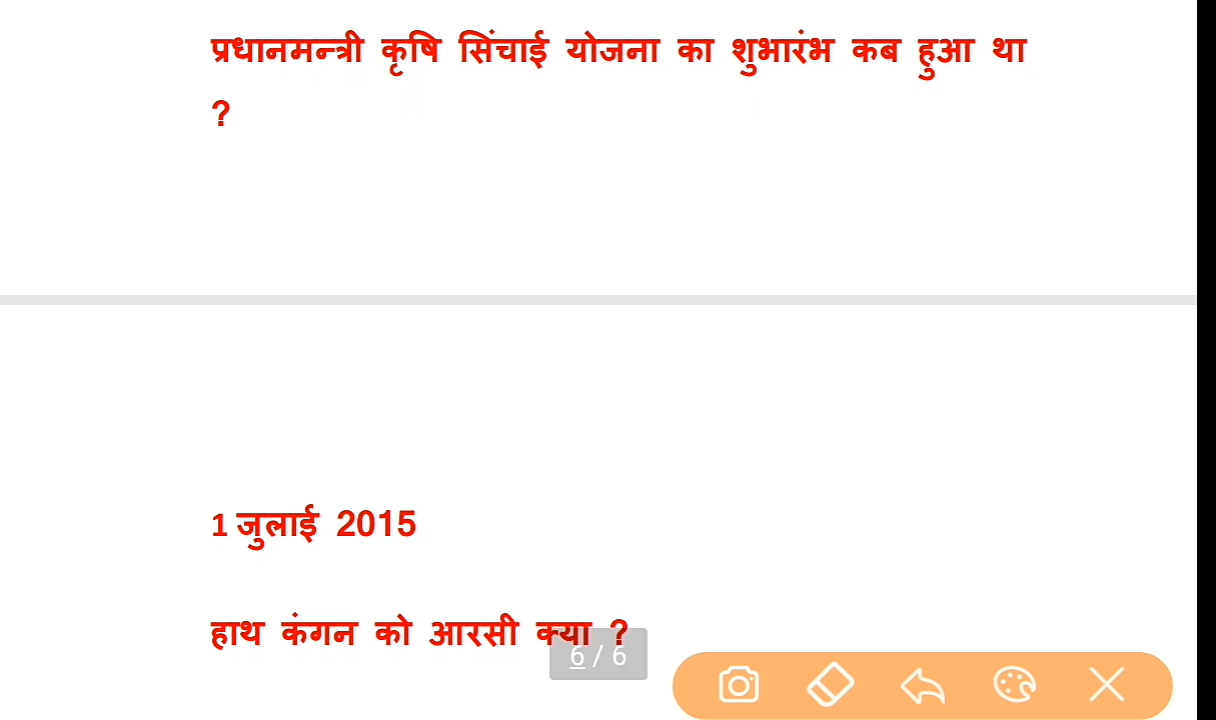 प्रधानमन्त्री कृषि सिंचाई योजना का शुभारंभ कब हुआ था
?
1 जुलाई 2015
हाथ कंगन को आरसी क्या ?
6 / 6